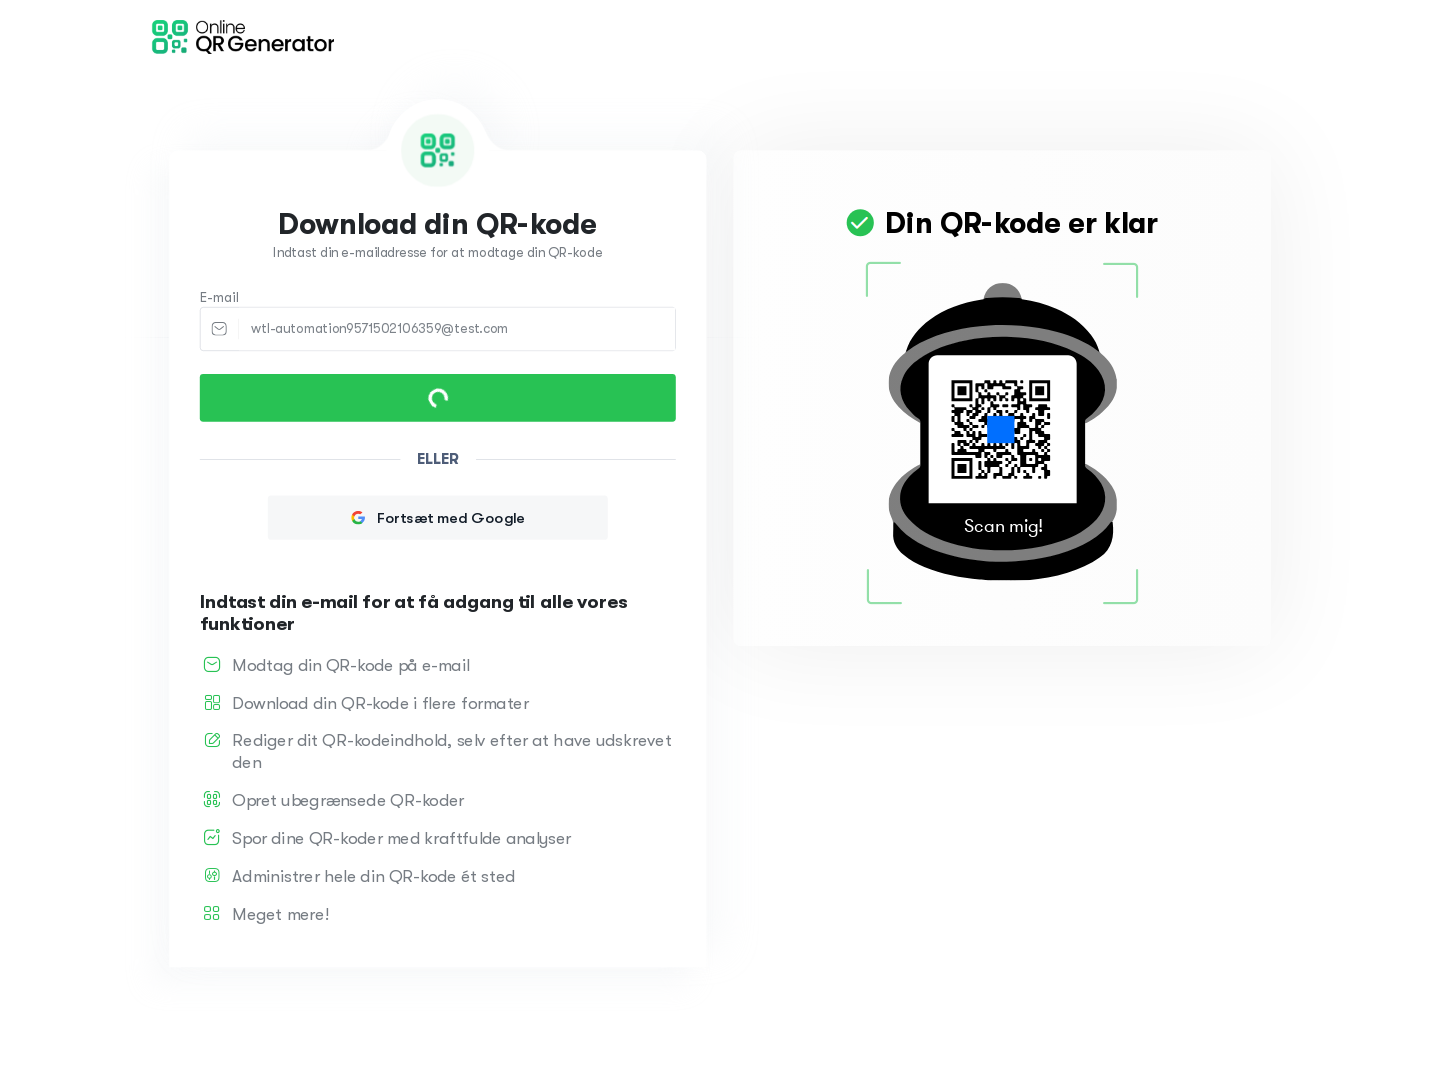 Online
QR Generator
Download din QR-kode
Indtast din e-mailadresse for at modtage din QR-kode
E-mail
wtl-automation9571502106359@test.com
ELLER
Fortsæt med Google
Indtast din e-mail for at få adgang til alle vores
funktioner
Modtag din QR-kode på e-mail
Download din QR-kode i flere formater
Rediger dit QR-kodeindhold, selv efter at have udskrevet
den
Opret ubegrænsede QR-koder
Spor dine QR-koder med kraftfulde analyser
Administrer hele din QR-kode ét sted
Meget mere!
Din QR-kode er klar
Scan mig!